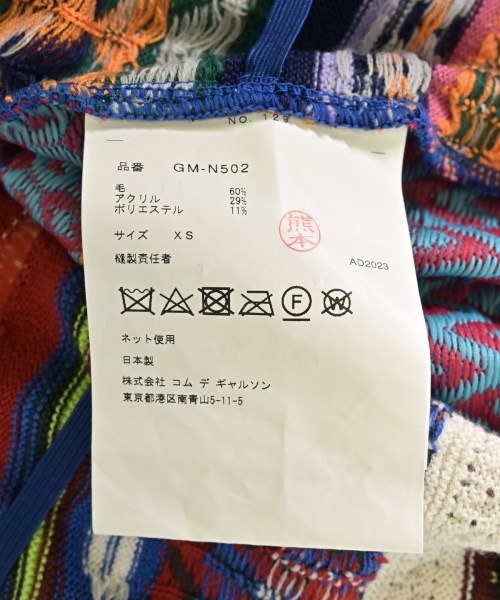 NO. 129
品番 GM-N502
毛 60%
アクリル 29%
ポリエステル 11%
サイズ XS
熊本
縫製責任者
AD2023
F W
ネット使用
日本製
株式会社 コム デ ギャルソン
東京都港区南青山5-11-5